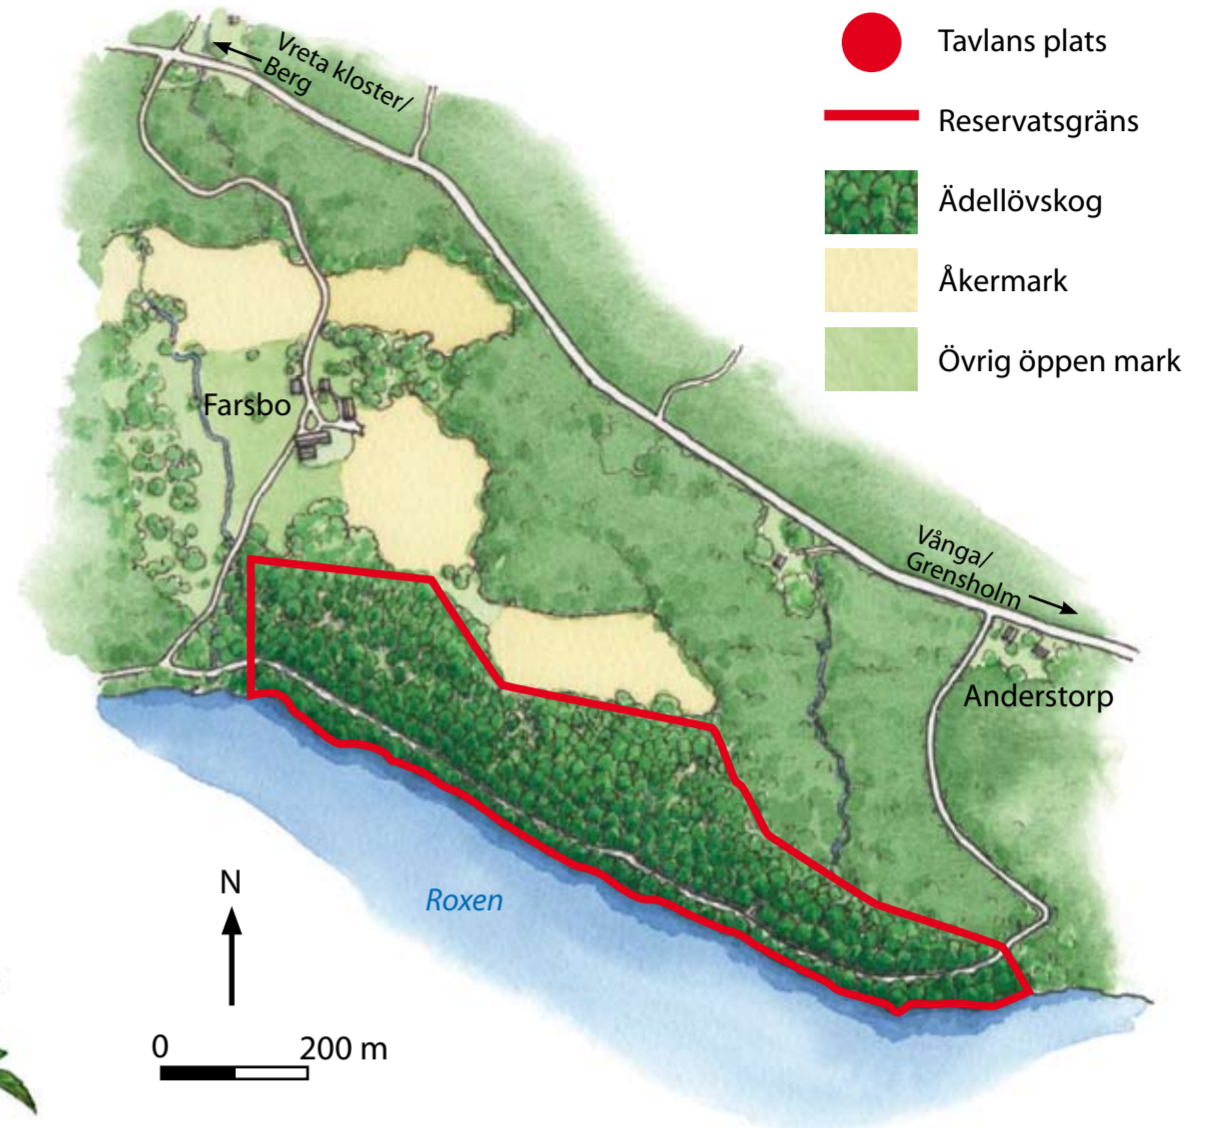 Vreta kloster/
Berg
Tavlans plats
Reservatsgräns
Ädellövskog
Åkermark
Övrig öppen mark
Farsbo
Vånga/
Grensholm
Anderstorp
Roxen
N
0 200 m